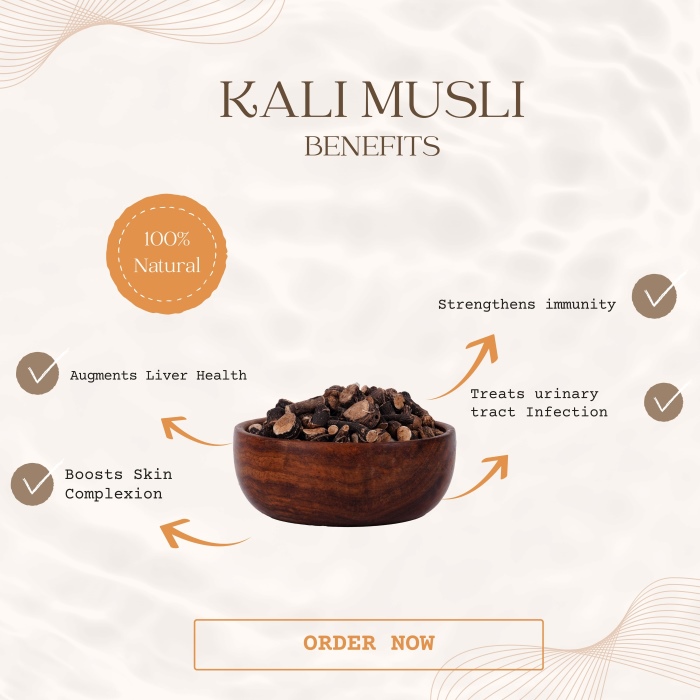 KALI MUSLI
BENEFITS
100%
Natural
Strengthens immunity
Augments Liver Health
Treats urinary
tract Infection
Boosts Skin
Complexion
ORDER NOW